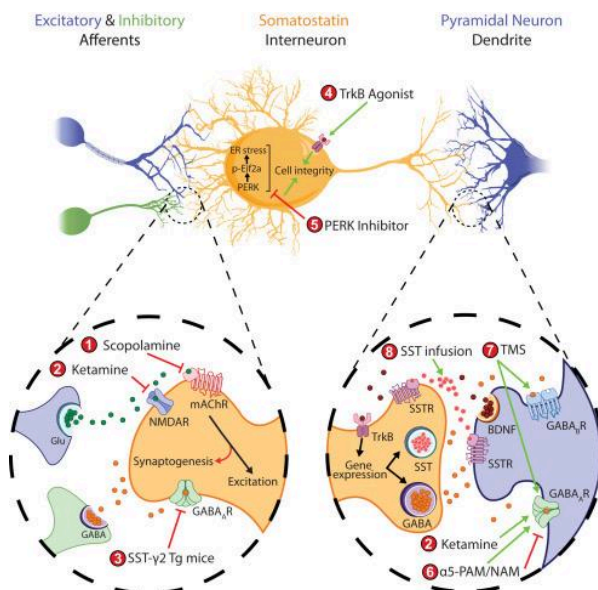 Excitatory & Inhibitory
Afferents
Somatostatin
Interneuron
Pyramidal Neuron
Dendrite
4 TrkB Agonist
ER stress
p-Eif2a
PERK
Cell integrity
5 PERK Inhibitor
1 Scopolamine
2 Ketamine
mAChR
NMDAR
Glu
Synaptogenesis
Excitation
GABA
GABAAR
3 SST-γ2 Tg mice
8 SST infusion
7 TMS
SSTR
BDNF
GABABR
TrkB
SSTR
Gene
expression
SST
GABA
GABAAR
2 Ketamine
6 α5-PAM/NAM